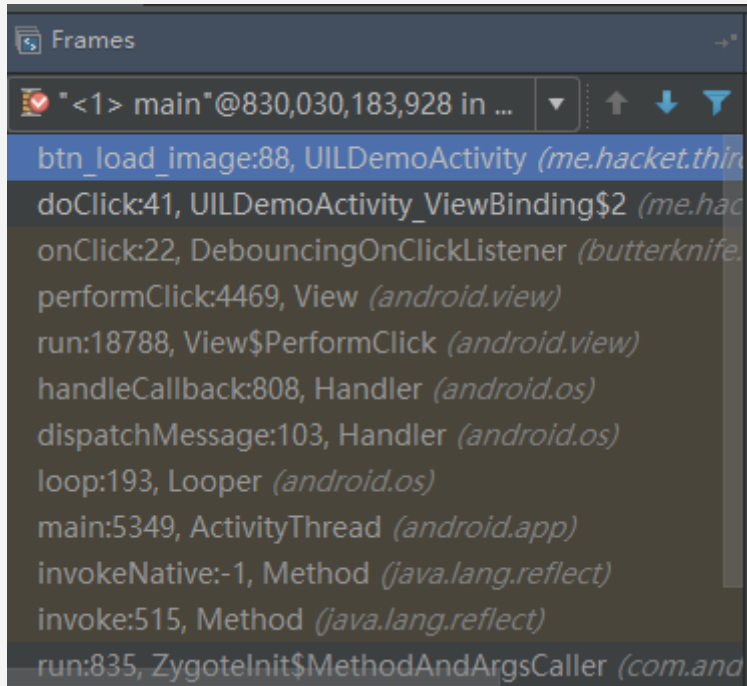 Frames
"<1> main"@830,030,183,928 in ...
btn_load_image:88, UILDemoActivity (me.hacket.thir
doClick:41, UILDemoActivity_ViewBinding$2 (me.hac
onClick:22, DebouncingOnClickListener (butterknife.
performClick:4469, View (android.view)
run:18788, View$PerformClick (android.view)
handleCallback:808, Handler (android.os)
dispatchMessage:103, Handler (android.os)
loop:193, Looper (android.os)
main:5349, ActivityThread (android.app)
invokeNative:-1, Method (java.lang.reflect)
invoke:515, Method (java.lang.reflect)
run:835, ZygoteInit$MethodAndArgsCaller (com.and